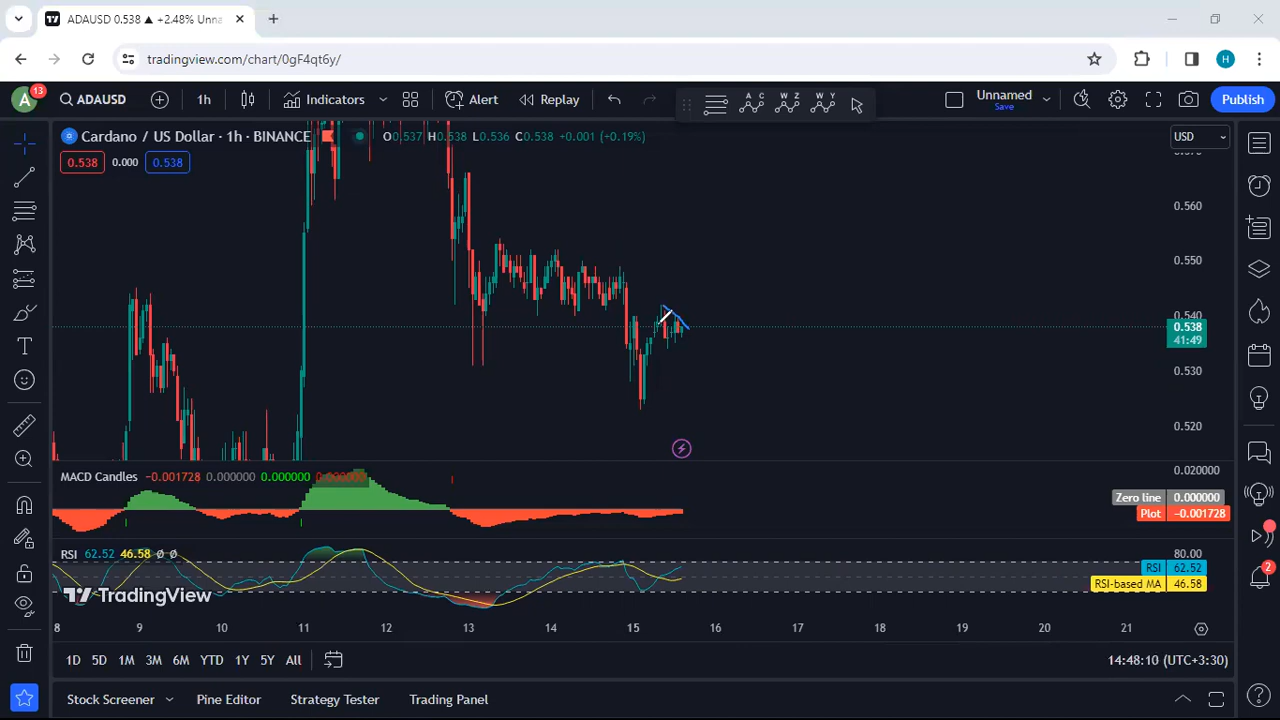 ADAUSD 0.538 ▲ +2.48% Unna
tradingview.com/chart/0gF4qt6y/
H
A 13 ADAUSD 1h Indicators Alert Replay A C W Z W Y Unnamed Save Publish
Cardano / US Dollar · 1h · BINANCE O0.537 H0.538 L0.536 C0.538 +0.001 (+0.19%) USD
0.538 0.000 0.538
0.560
0.550
0.540
0.538
41:49
0.530
0.520
MACD Candles −0.001728 0.000000 0.000000 0.000000 0.020000
Zero line 0.000000
Plot −0.001728
RSI 62.52 46.58 Ø Ø 80.00
RSI 62.52
RSI-based MA 46.58
TradingView
8 9 10 11 12 13 14 15 16 17 18 19 20 21
1D 5D 1M 3M 6M YTD 1Y 5Y All 14:48:10 (UTC+3:30)
2
Stock Screener Pine Editor Strategy Tester Trading Panel